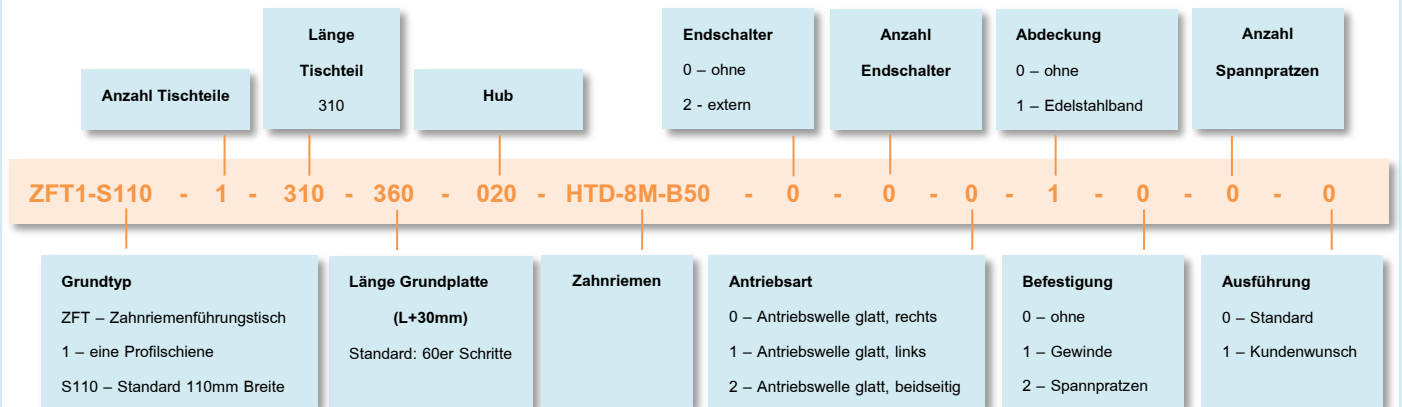 Anzahl Tischteile
Länge
Tischteil
310
Hub
Endschalter
0 – ohne
2 - extern
Anzahl
Endschalter
Abdeckung
0 – ohne
1 – Edelstahlband
Anzahl
Spannpratzen
ZFT1-S110 - 1 - 310 - 360 - 020 - HTD-8M-B50 - 0 - 0 - 0 - 1 - 0 - 0 - 0
Grundtyp
ZFT – Zahnriemenführungstisch
1 – eine Profilschiene
S110 – Standard 110mm Breite
Länge Grundplatte
(L+30mm)
Standard: 60er Schritte
Zahnriemen
Antriebsart
0 – Antriebswelle glatt, rechts
1 – Antriebswelle glatt, links
2 – Antriebswelle glatt, beidseitig
Befestigung
0 – ohne
1 – Gewinde
2 – Spannpratzen
Ausführung
0 – Standard
1 – Kundenwunsch